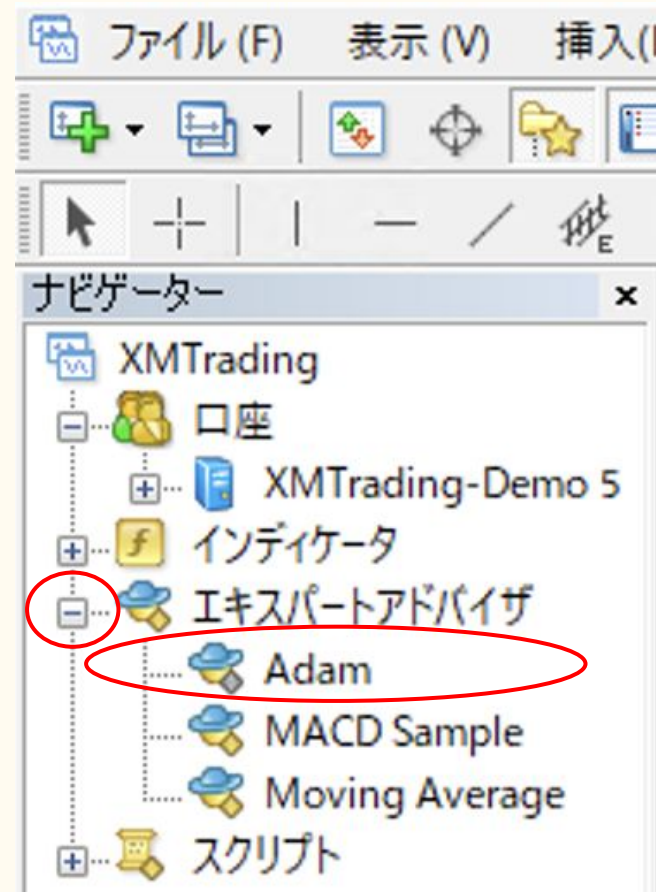 ファイル (F) 表示 (V) 挿入(
E
ナビゲーター
XMTrading
口座
XMTrading-Demo 5
インディケータ
エキスパートアドバイザ
Adam
MACD Sample
Moving Average
スクリプト